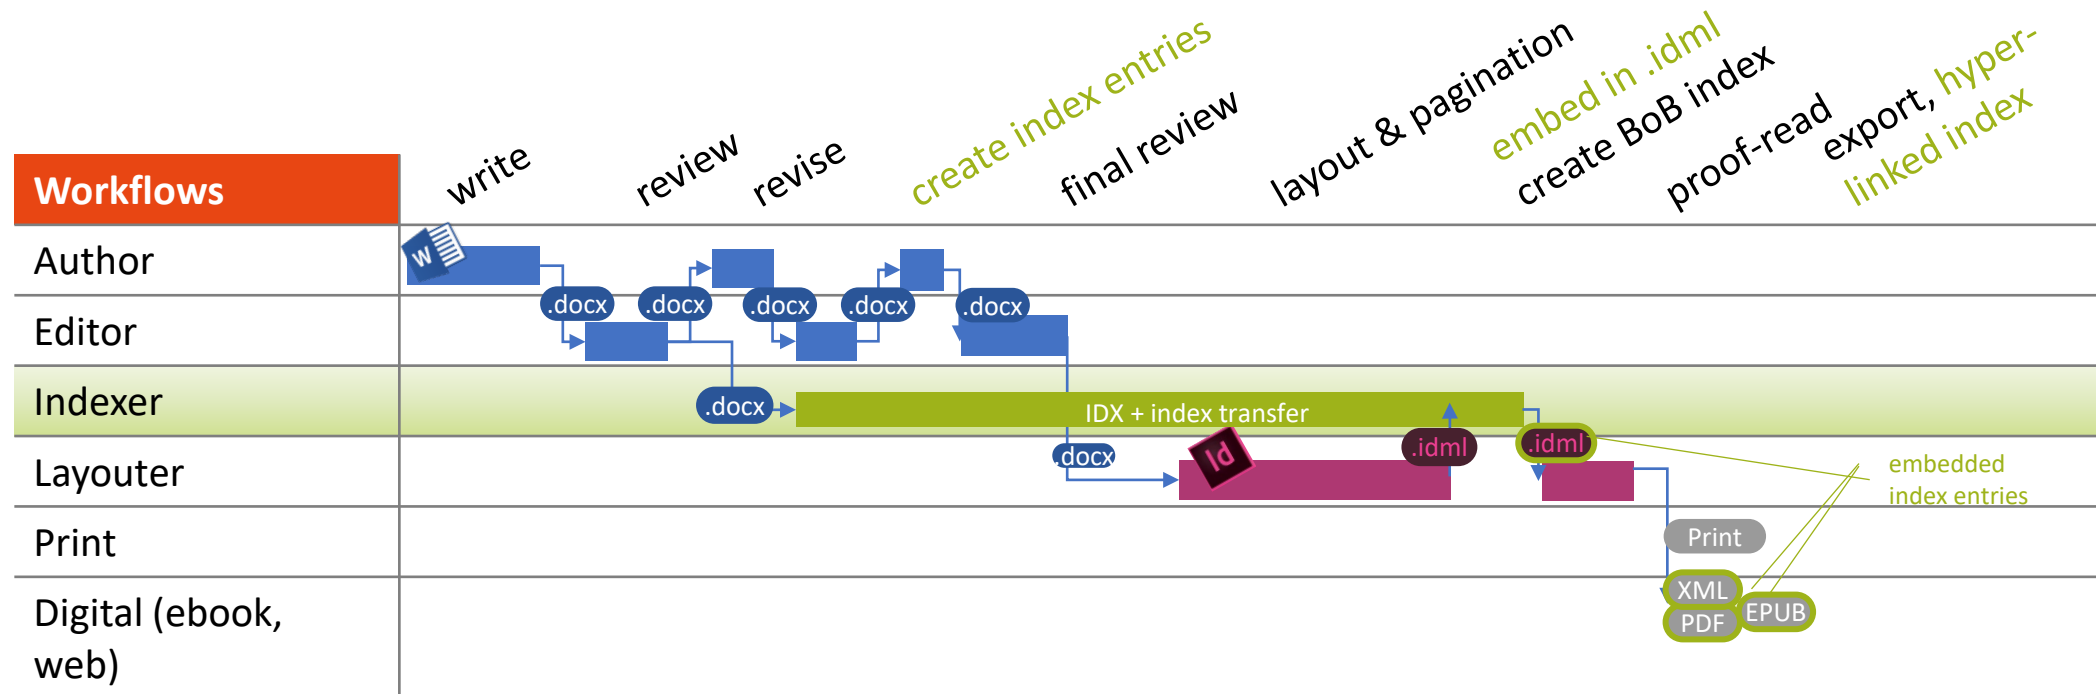 write
review
revise
create index entries
final review
layout & pagination
embed in .idml
create BoB index
proof-read
export, hyper-
linked index
Workflows
Author
W
.docx
.docx
.docx
.docx
.docx
Editor
Indexer
.docx
IDX + index transfer
Layouter
.docx
Id
.idml
.idml
embedded
index entries
Print
Print
Digital (ebook,
web)
XML
PDF
EPUB